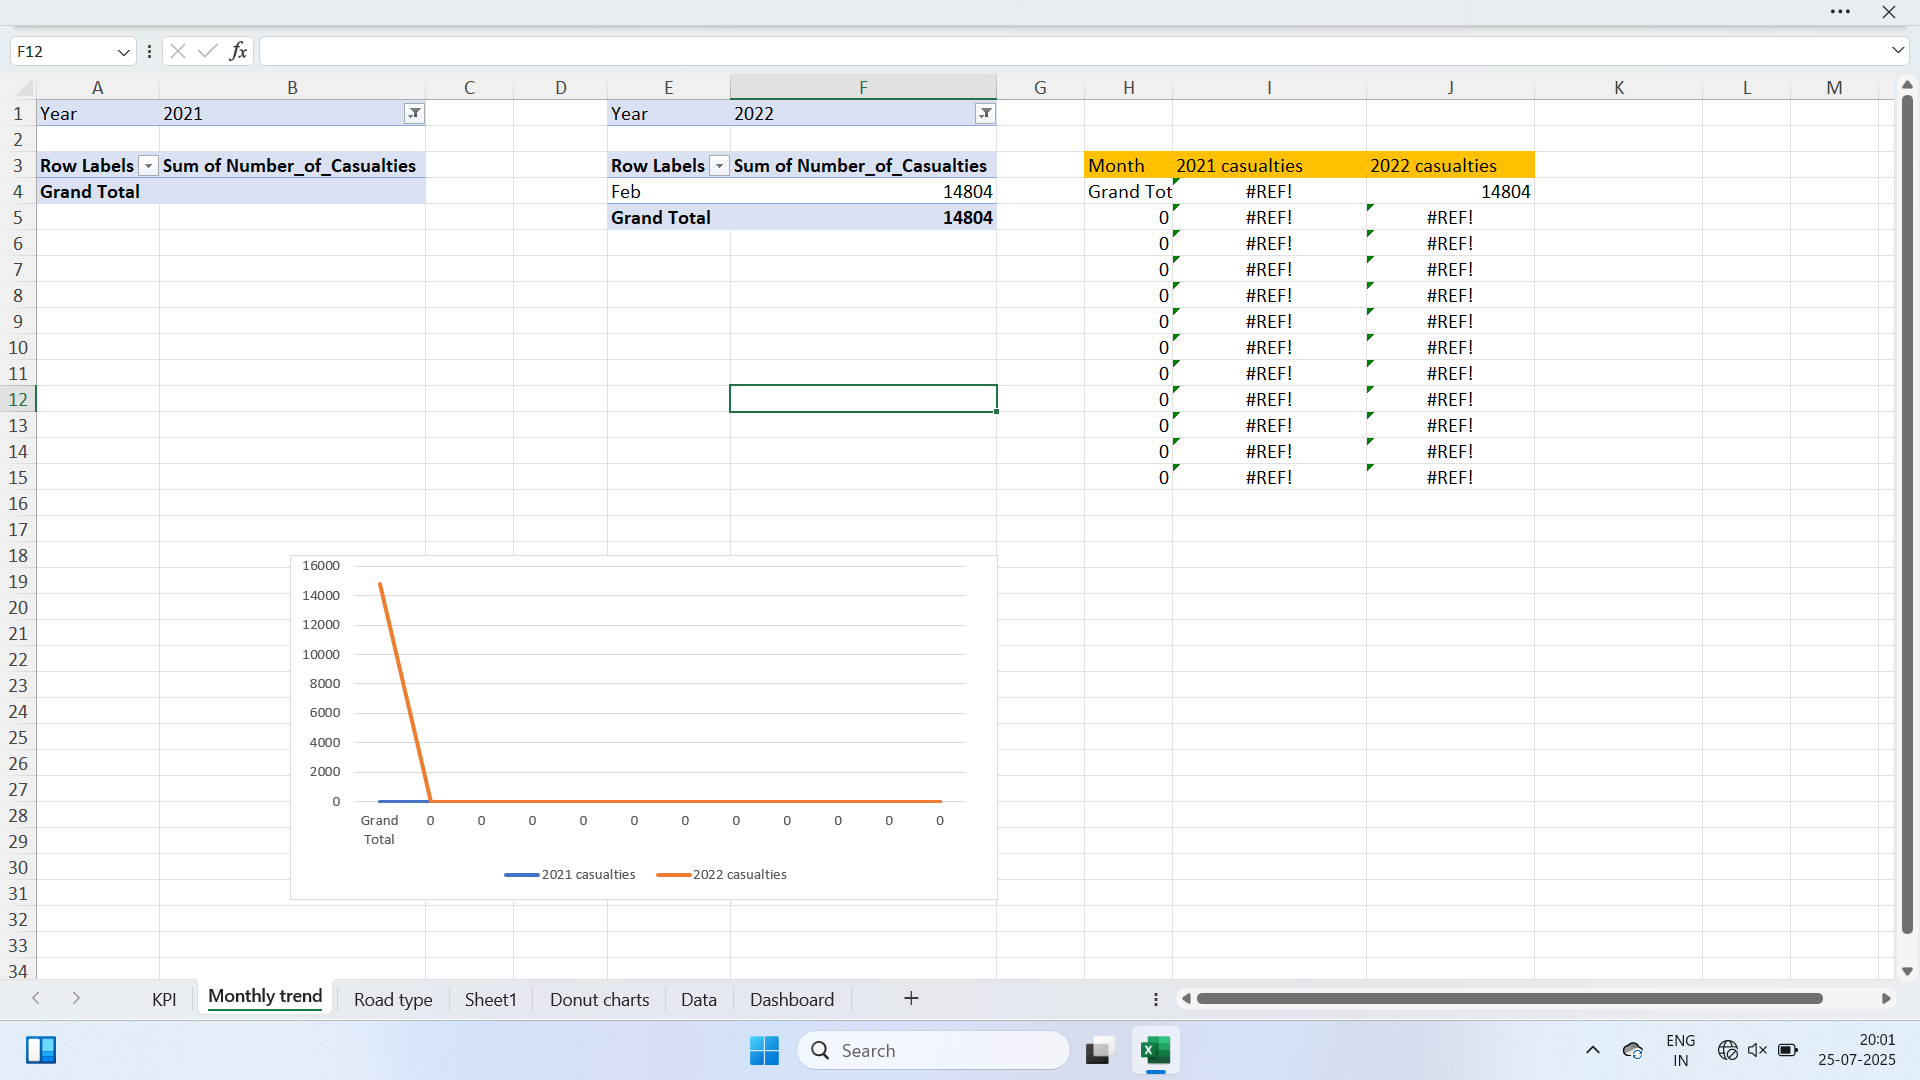 F12
fx
A B C D E F G H I J K L M
1 Year 2021 Year 2022
2
3 Row Labels Sum of Number_of_Casualties Row Labels Sum of Number_of_Casualties Month 2021 casualties 2022 casualties
4 Grand Total Feb 14804 Grand Tot #REF! 14804
5 Grand Total 14804 0 #REF! #REF!
6 0 #REF! #REF!
7 0 #REF! #REF!
8 0 #REF! #REF!
9 0 #REF! #REF!
10 0 #REF! #REF!
11 0 #REF! #REF!
12 0 #REF! #REF!
13 0 #REF! #REF!
14 0 #REF! #REF!
15 0 #REF! #REF!
16
17
18
19
20
21
22
23
24
25
26
27
28
29
30
31
32
33
34
16000
14000
12000
10000
8000
6000
4000
2000
0
Grand Total 0 0 0 0 0 0 0 0 0 0 0
2021 casualties 2022 casualties
KPI Monthly trend Road type Sheet1 Donut charts Data Dashboard
Search
ENG
IN
20:01
25-07-2025